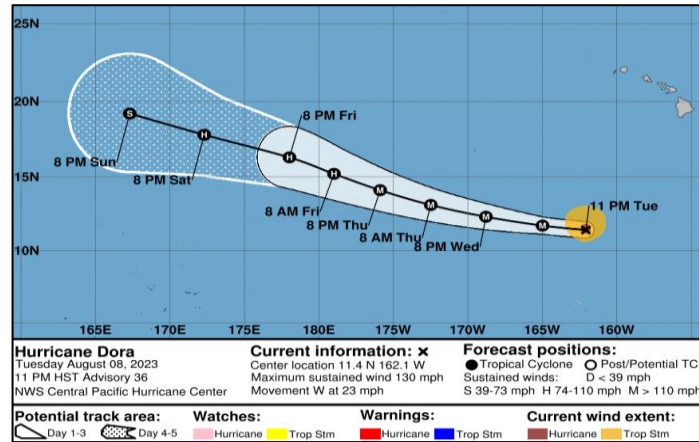 25N
20N
15N
10N
8 PM Fri
8 PM Sun
8 PM Sat
8 AM Fri
8 PM Thu
8 AM Thu
8 PM Wed
11 PM Tue
S
H
H
H
M
M
M
M
165E
170E
175E
180E
175W
170W
165W
160W
Hurricane Dora
Tuesday August 08, 2023
11 PM HST Advisory 36
NWS Central Pacific Hurricane Center
Current information: ×
Center location 11.4 N 162.1 W
Maximum sustained wind 130 mph
Movement W at 23 mph
Forecast positions:
Tropical Cyclone Post/Potential TC
Sustained winds: D < 39 mph
S 39-73 mph H 74-110 mph M > 110 mph
Potential track area:
Day 1-3 Day 4-5
Watches:
Hurricane Trop Stm
Warnings:
Hurricane Trop Stm
Current wind extent:
Hurricane Trop Stm